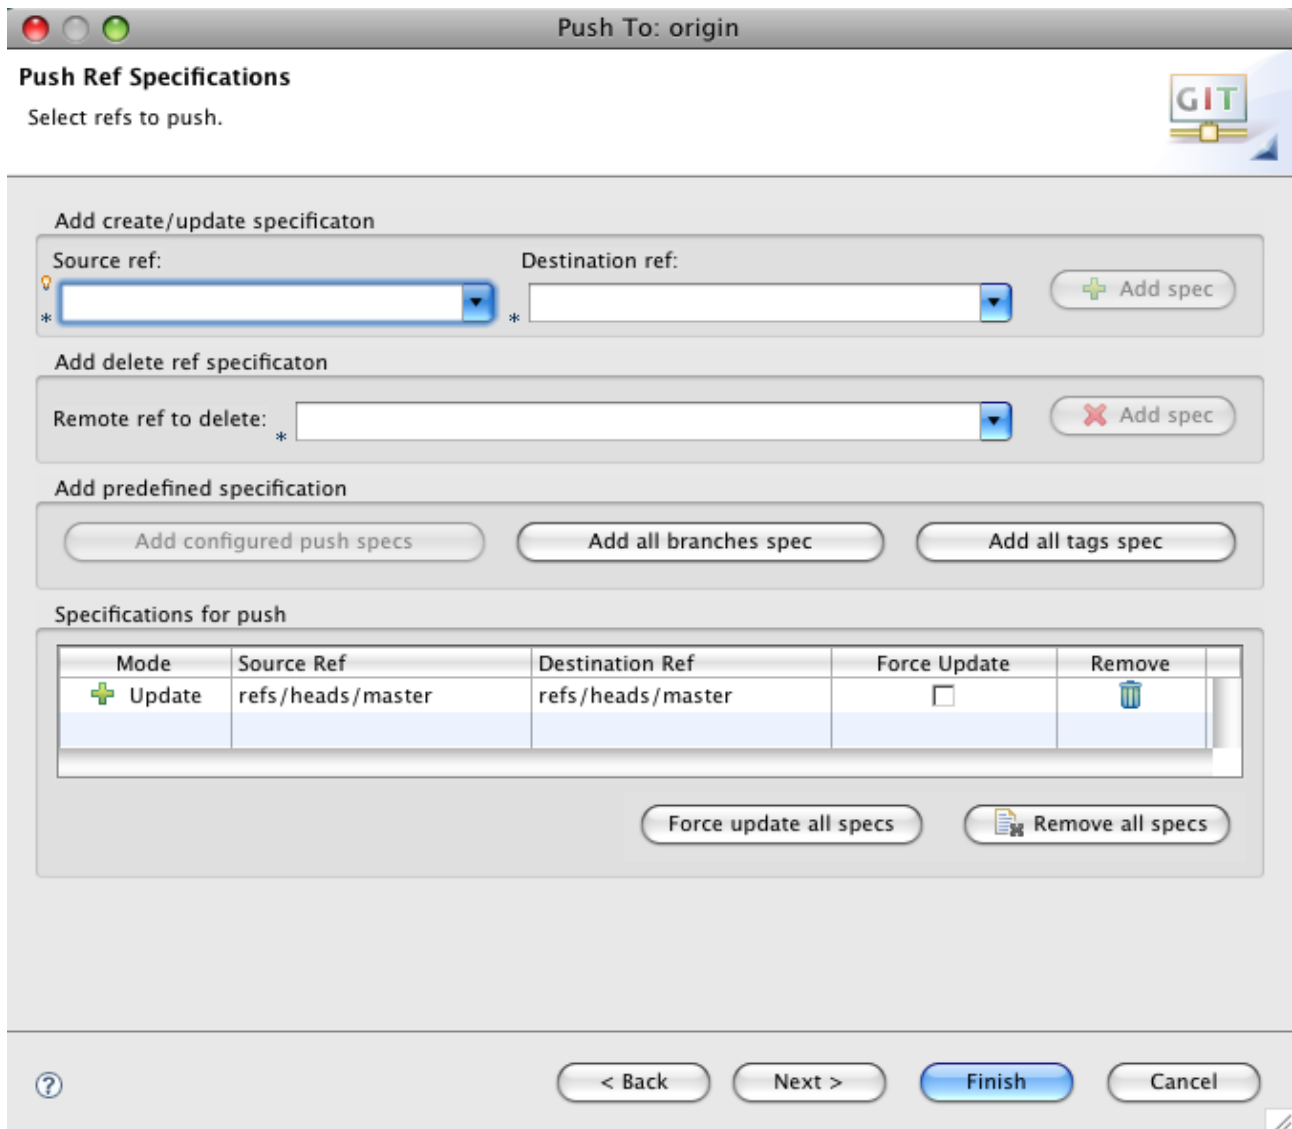 Push To: origin
Push Ref Specifications
Select refs to push.
GIT
Add create/update specificaton
Source ref: Destination ref:
* * Add spec
Add delete ref specificaton
Remote ref to delete: * Add spec
Add predefined specification
Add configured push specs Add all branches spec Add all tags spec
Specifications for push
Mode Source Ref Destination Ref Force Update Remove
Update refs/heads/master refs/heads/master
Force update all specs Remove all specs
? < Back Next > Finish Cancel